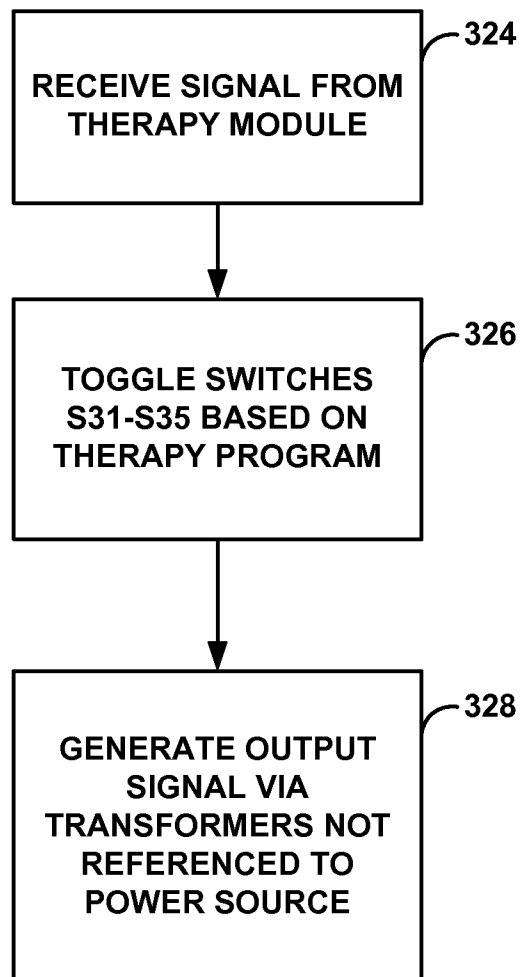 324
RECEIVE SIGNAL FROM
THERAPY MODULE
326
TOGGLE SWITCHES
S31-S35 BASED ON
THERAPY PROGRAM
328
GENERATE OUTPUT
SIGNAL VIA
TRANSFORMERS NOT
REFERENCED TO
POWER SOURCE